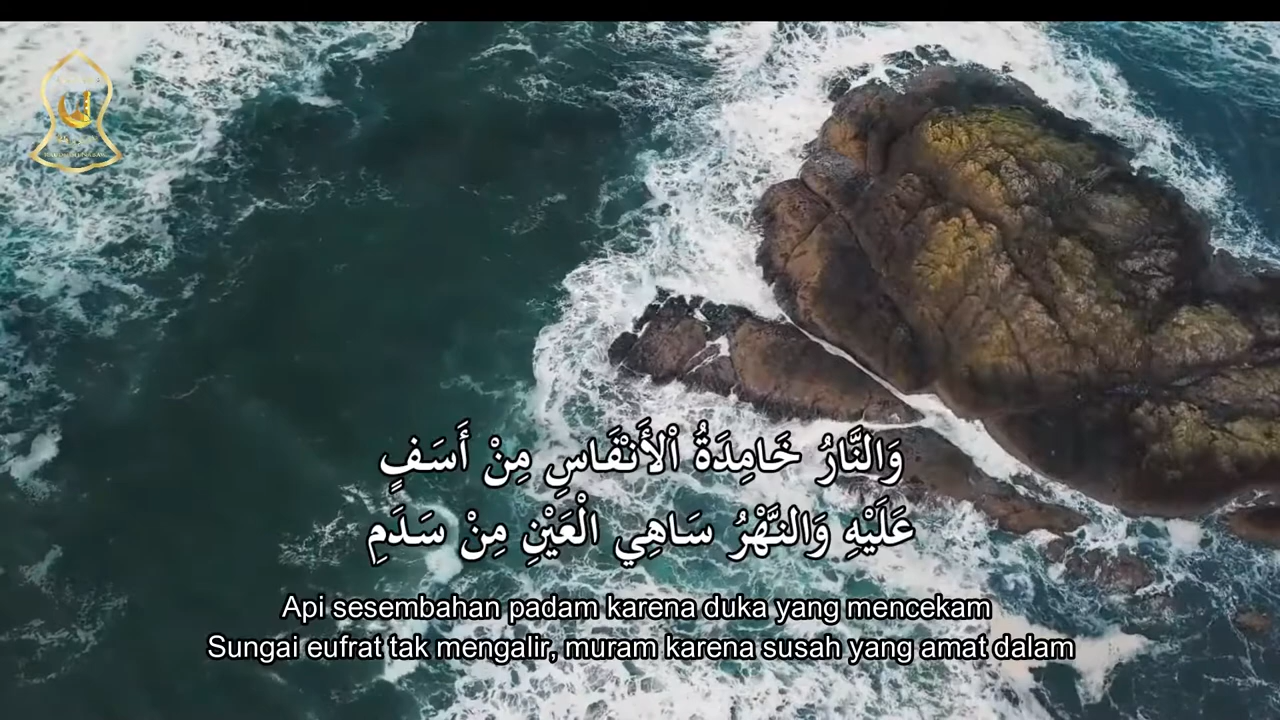 وَالنَّارُ خَامِدَةُ اْلأَنْفَاسِ مِنْ أَسَفٍ
عَلَيْهِ وَالنَّهْرُ سَاهِي الْعَيْنِ مِنْ سَدَمِ
Api sesembahan padam karena duka yang mencekam
Sungai eufrat tak mengalir, muram karena susah yang amat dalam